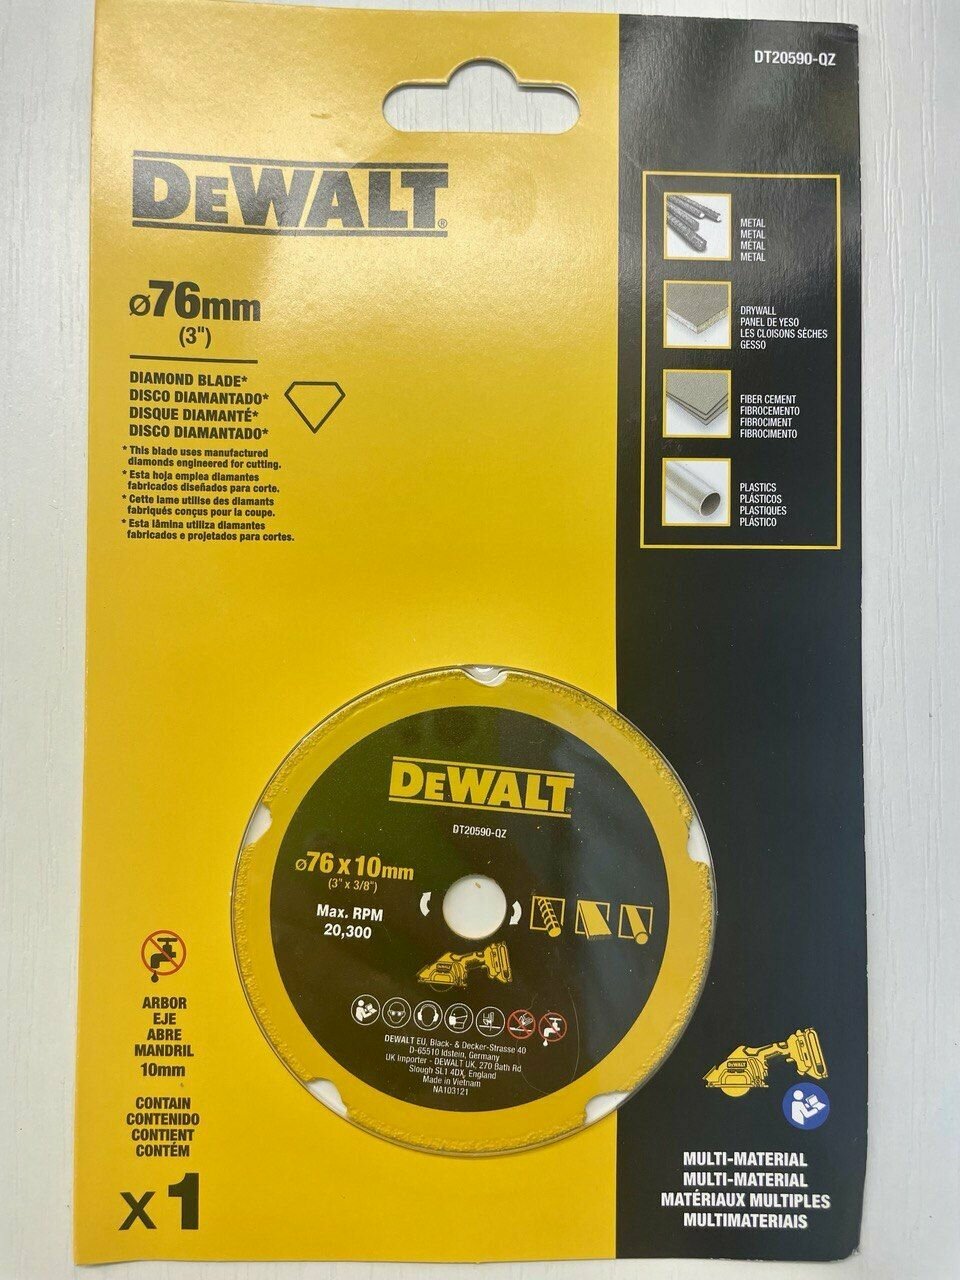 DT20590-QZ
DEWALT®
ø76mm
(3")
DIAMOND BLADE*
DISCO DIAMANTADO*
DISQUE DIAMANTÉ*
DISCO DIAMANTADO*
* This blade uses manufactured
diamonds engineered for cutting.
* Esta hoja emplea diamantes
fabricados diseñados para corte.
* Cette lame utilise des diamants
fabriqués conçus pour la coupe.
* Esta lâmina utiliza diamantes
fabricados e projetados para cortes.
METAL
METAL
MÉTAL
METAL
DRYWALL
PANEL DE YESO
LES CLOISONS SÈCHES
GESSO
FIBER CEMENT
FIBROCEMENTO
FIBROCIMENT
FIBROCIMENTO
PLASTICS
PLÁSTICOS
PLASTIQUES
PLÁSTICO
DEWALT®
DT20590-QZ
ø76 x 10mm
(3" x 3/8")
Max. RPM
20,300
DEWALT
DEWALT EU, Black- & Decker-Strasse 40
D-65510 Idstein, Germany
UK Importer - DEWALT UK, 270 Bath Rd
Slough SL1 4DX, England
Made in Vietnam
NA103121
ARBOR
EJE
ABRE
MANDRIL
10mm
CONTAIN
CONTENIDO
CONTIENT
CONTÉM
x1
DEWALT
MULTI-MATERIAL
MULTI-MATERIAL
MATÉRIAUX MULTIPLES
MULTIMATERIAIS